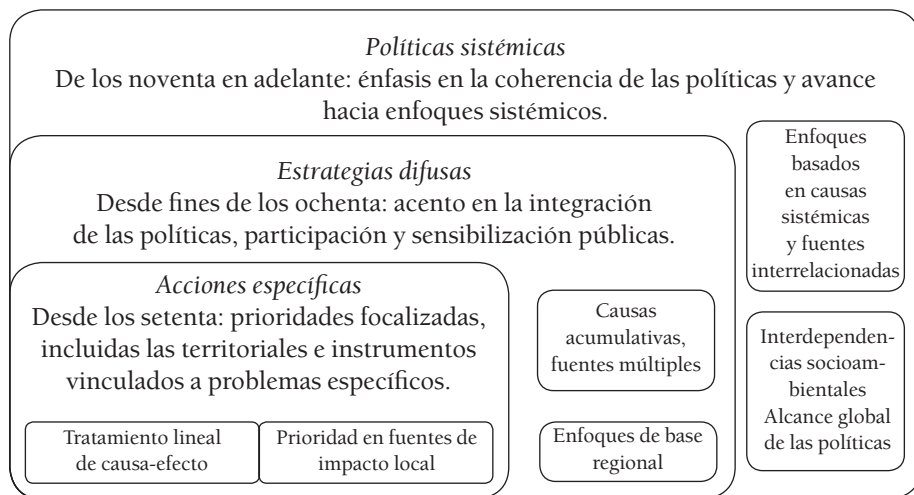 Políticas sistémicas
De los noventa en adelante: énfasis en la coherencia de las políticas y avance
hacia enfoques sistémicos.
Estrategias difusas
Desde fines de los ochenta: acento en la integración
de las políticas, participación y sensibilización públicas.
Acciones específicas
Desde los setenta: prioridades focalizadas,
incluidas las territoriales e instrumentos
vinculados a problemas específicos.
Tratamiento lineal
de causa-efecto
Prioridad en fuentes de
impacto local
Causas
acumulativas,
fuentes múltiples
Enfoques de base
regional
Enfoques
basados
en causas
sistémicas
y fuentes
interrelacionadas
Interdependen-
cias socioam-
bientales
Alcance global
de las políticas